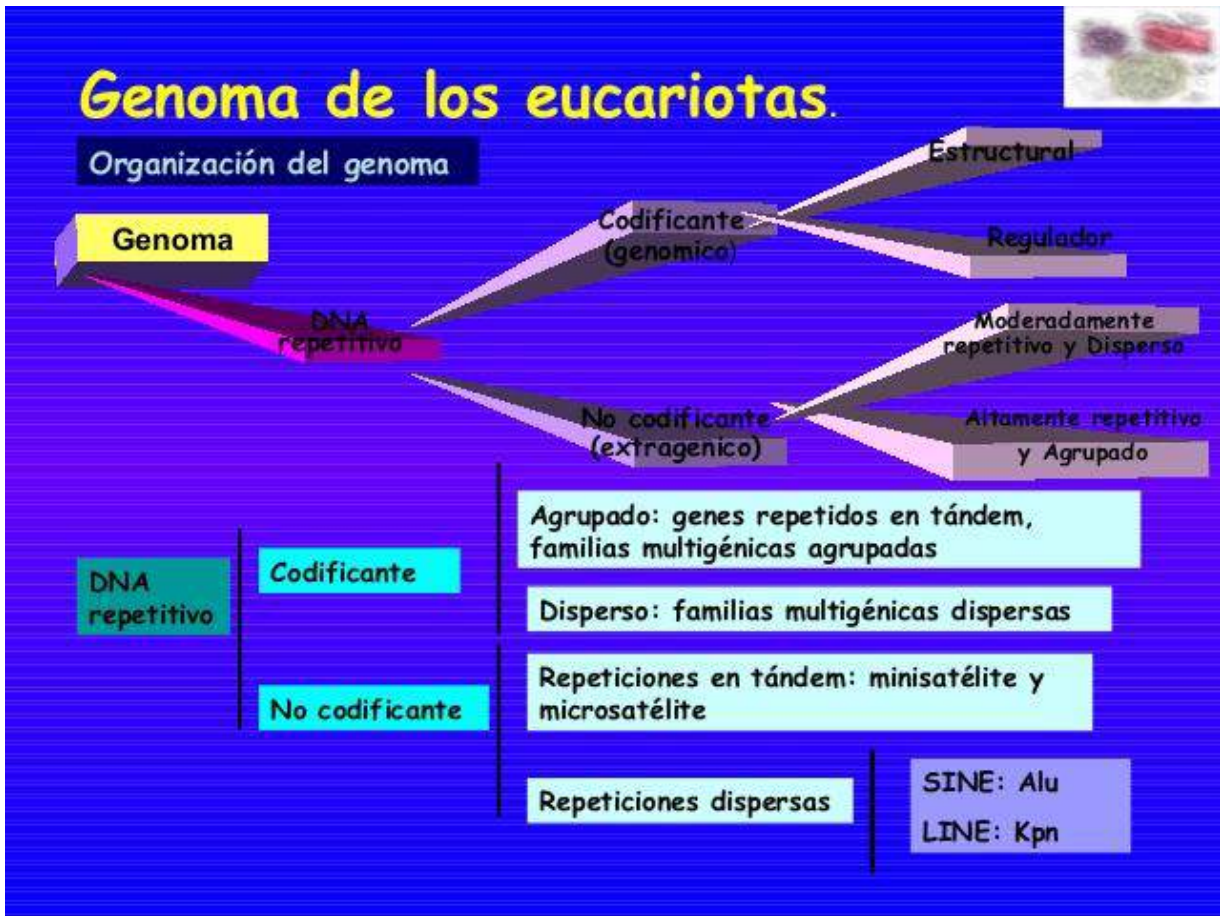 Genoma de los eucariotas.
Organización del genoma
Genoma
DNA
repetitivo
Codificante
(genomico)
Estructural
Regulador
No codificante
(extragenico)
Moderadamente
repetitivo y Disperso
Altamente repetitivo
y Agrupado
DNA
repetitivo
Codificante
Agrupado: genes repetidos en tándem,
familias multigénicas agrupadas
Disperso: familias multigénicas dispersas
No codificante
Repeticiones en tándem: minisatélite y
microsatélite
Repeticiones dispersas
SINE: Alu
LINE: Kpn